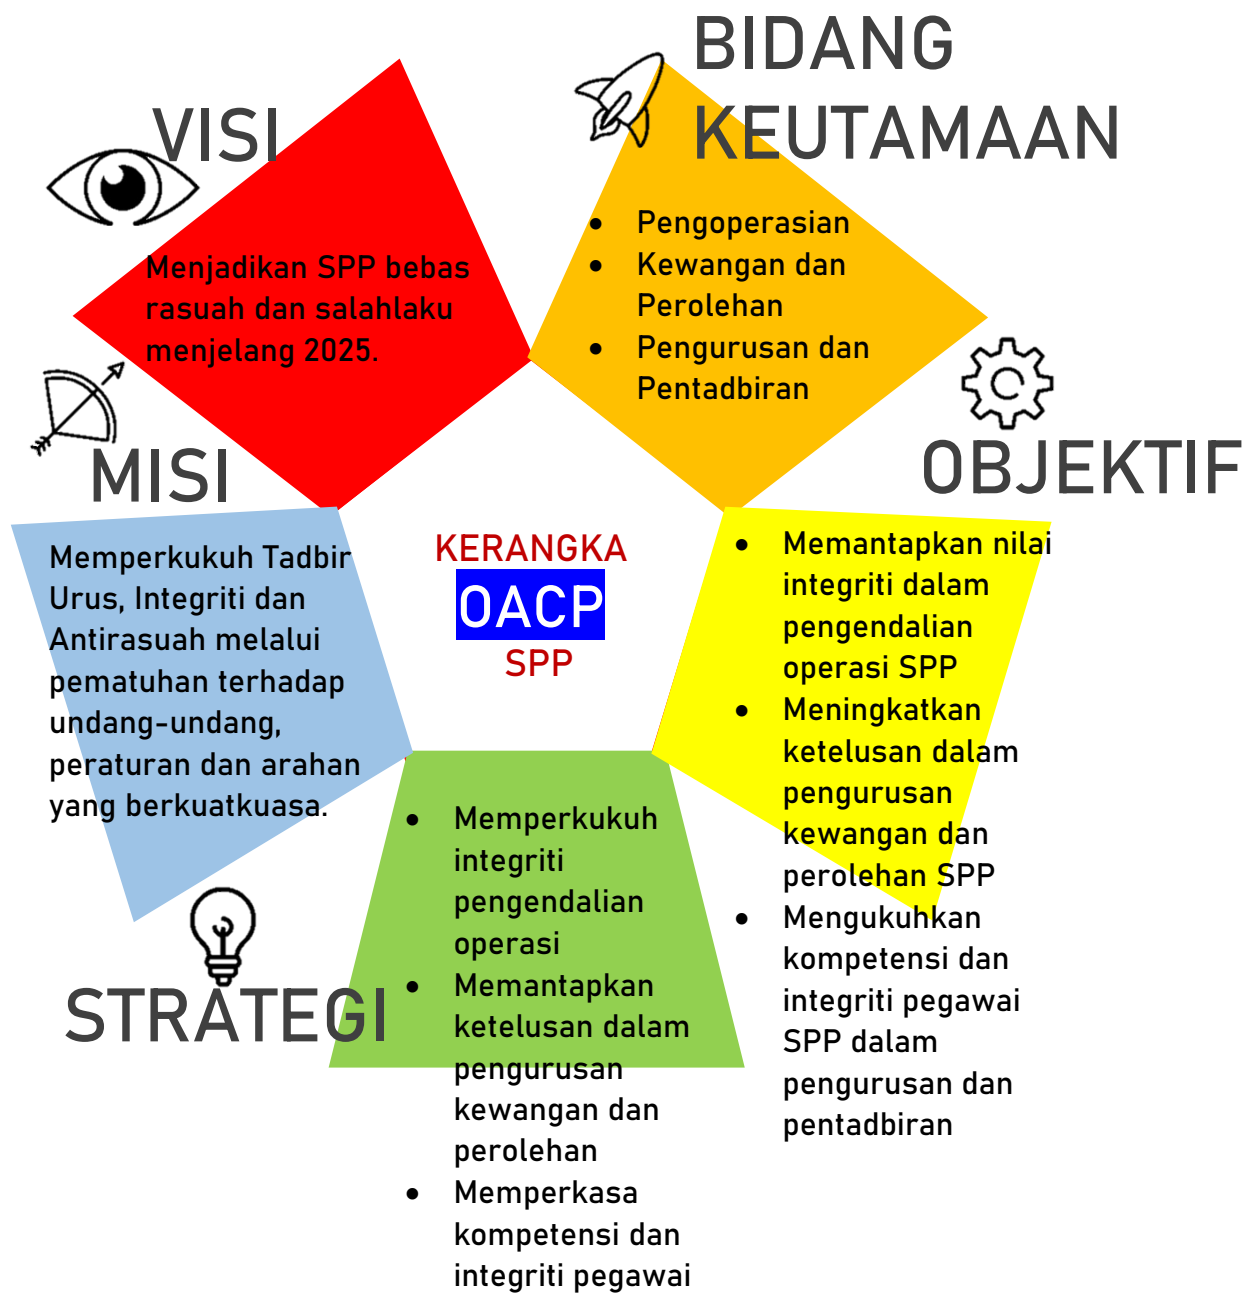 VISI
Menjadikan SPP bebas
rasuah dan salahlaku
menjelang 2025.
BIDANG
KEUTAMAAN
• Pengoperasian
• Kewangan dan
Perolehan
• Pengurusan dan
Pentadbiran
MISI
Memperkukuh Tadbir
Urus, Integriti dan
Antirasuah melalui
pematuhan terhadap
undang-undang,
peraturan dan arahan
yang berkuatkuasa.
KERANGKA
OACP
SPP
OBJEKTIF
• Memantapkan nilai
integriti dalam
pengendalian
operasi SPP
• Meningkatkan
ketelusan dalam
pengurusan
kewangan dan
perolehan SPP
• Mengukuhkan
kompetensi dan
integriti pegawai
SPP dalam
pengurusan dan
pentadbiran
STRATEGI
• Memperkukuh
integriti
pengendalian
operasi
• Memantapkan
ketelusan dalam
pengurusan
kewangan dan
perolehan
• Memperkasa
kompetensi dan
integriti pegawai